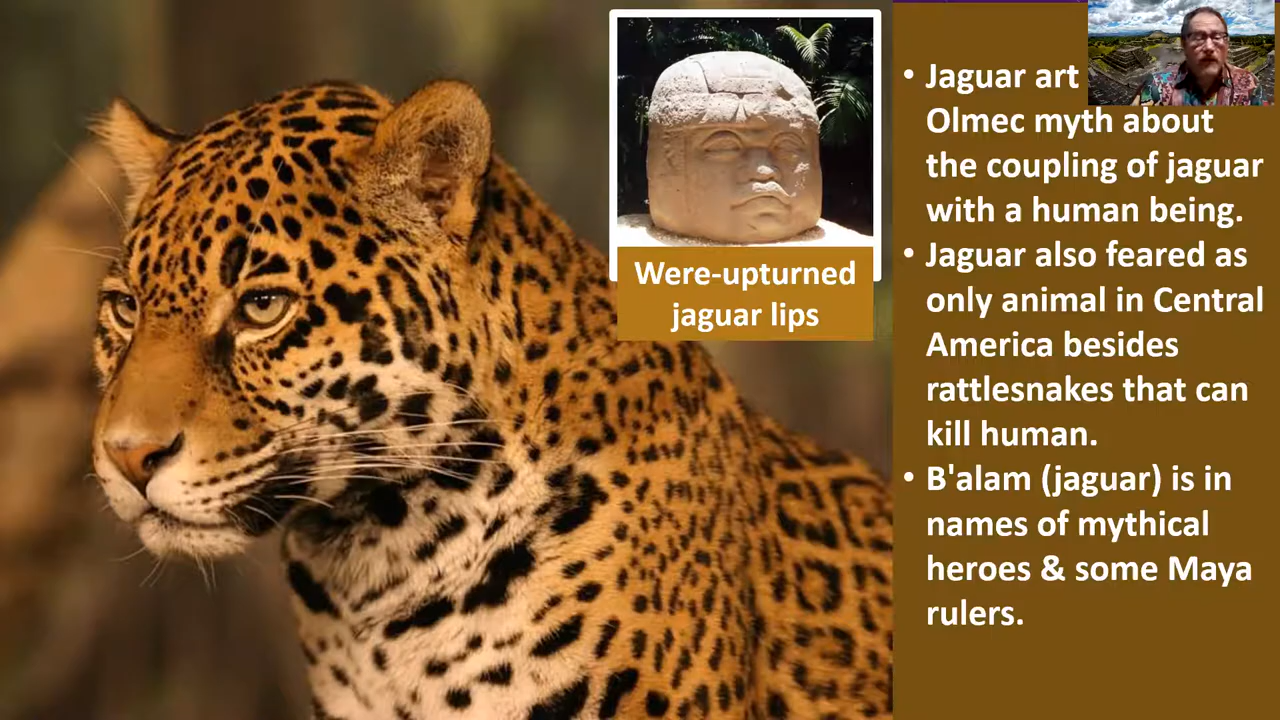 Were-upturned
jaguar lips
• Jaguar art
Olmec myth about
the coupling of jaguar
with a human being.
• Jaguar also feared as
only animal in Central
America besides
rattlesnakes that can
kill human.
• B'alam (jaguar) is in
names of mythical
heroes & some Maya
rulers.